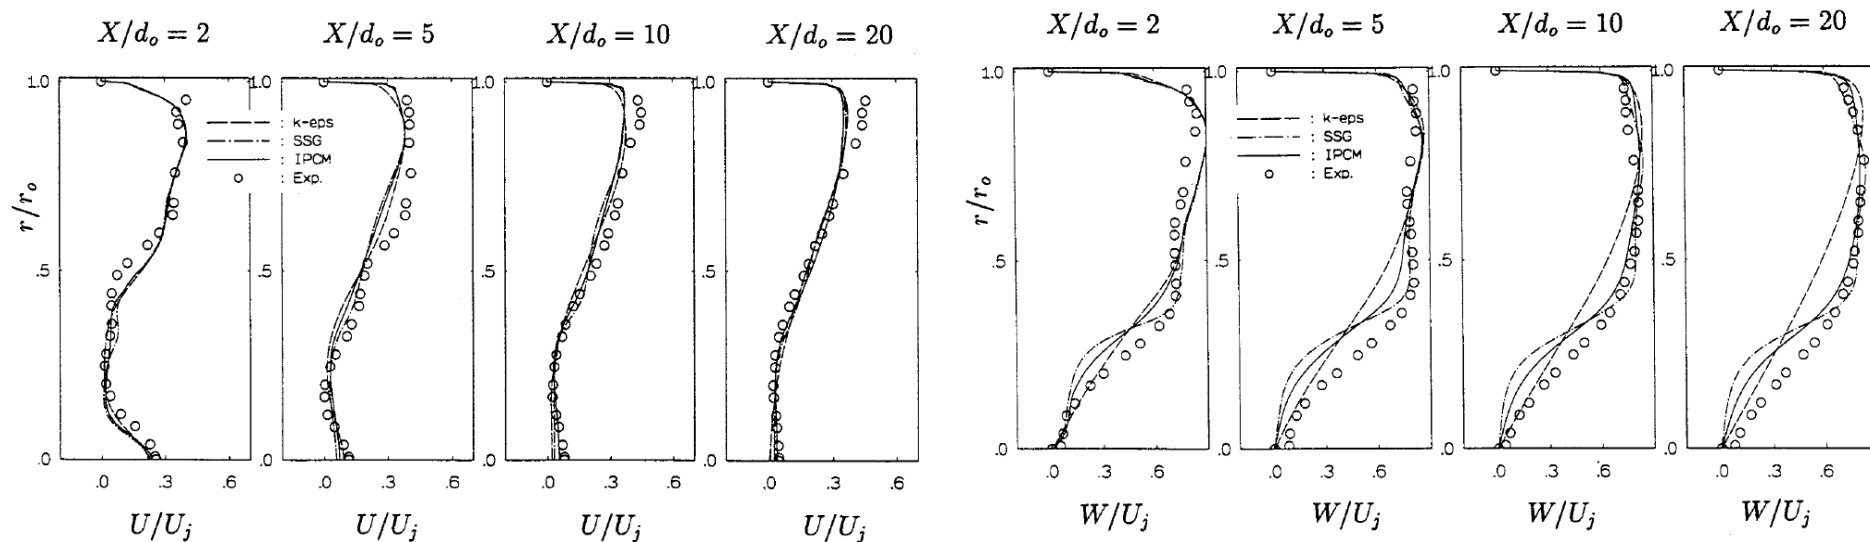 X/d_o = 2 X/d_o = 5 X/d_o = 10 X/d_o = 20
1.0 1.0 1.0 1.0
: k-eps
: SSG
: IPCM
: Exp.
r/r_o
.5 .5 .5 .5
.0 .0 .0 .0
.0 .3 .6 .0 .3 .6 .0 .3 .6 .0 .3 .6
U/U_j U/U_j U/U_j U/U_j
X/d_o = 2 X/d_o = 5 X/d_o = 10 X/d_o = 20
1.0 1.0 1.0 1.0
: k-eps
: SSG
: IPCM
: Exp.
r/r_o
.5 .5 .5 .5
.0 .0 .0 .0
.0 .3 .6 .0 .3 .6 .0 .3 .6 .0 .3 .6
W/U_j W/U_j W/U_j W/U_j